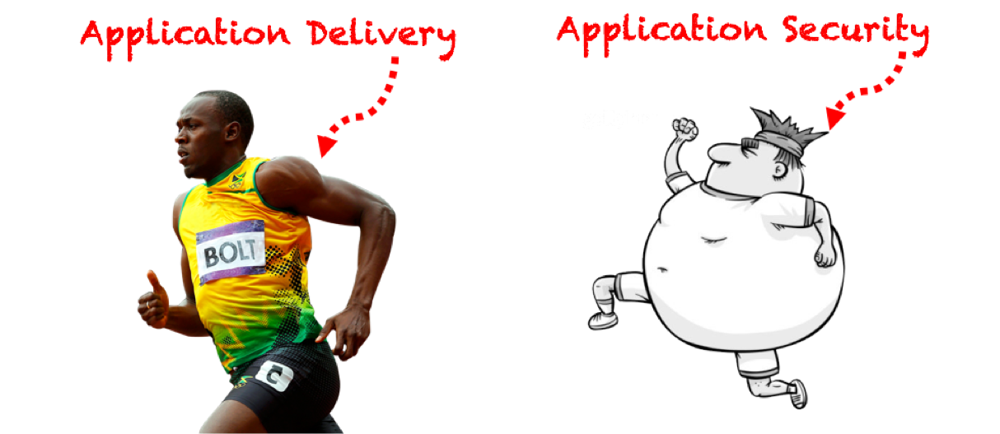 Application Delivery
Application Security
BOLT
C